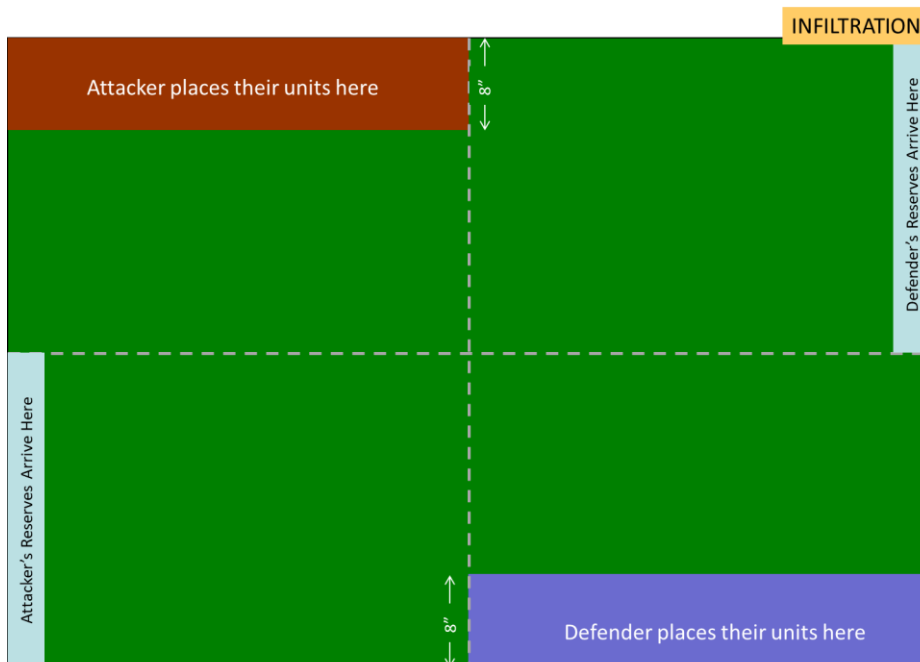 INFILTRATION
Attacker places their units here
8”
Defender’s Reserves Arrive Here
Attacker’s Reserves Arrive Here
8”
Defender places their units here